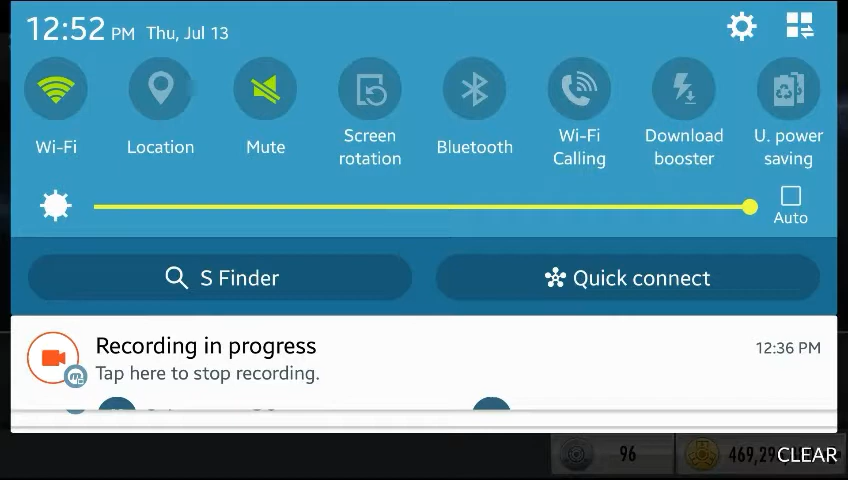 12:52 PM Thu, Jul 13
Wi-Fi
Location
Mute
Screen
rotation
Bluetooth
Wi-Fi
Calling
Download
booster
U. power
saving
Auto
S Finder
Quick connect
Recording in progress
12:36 PM
Tap here to stop recording.
96
CLEAR